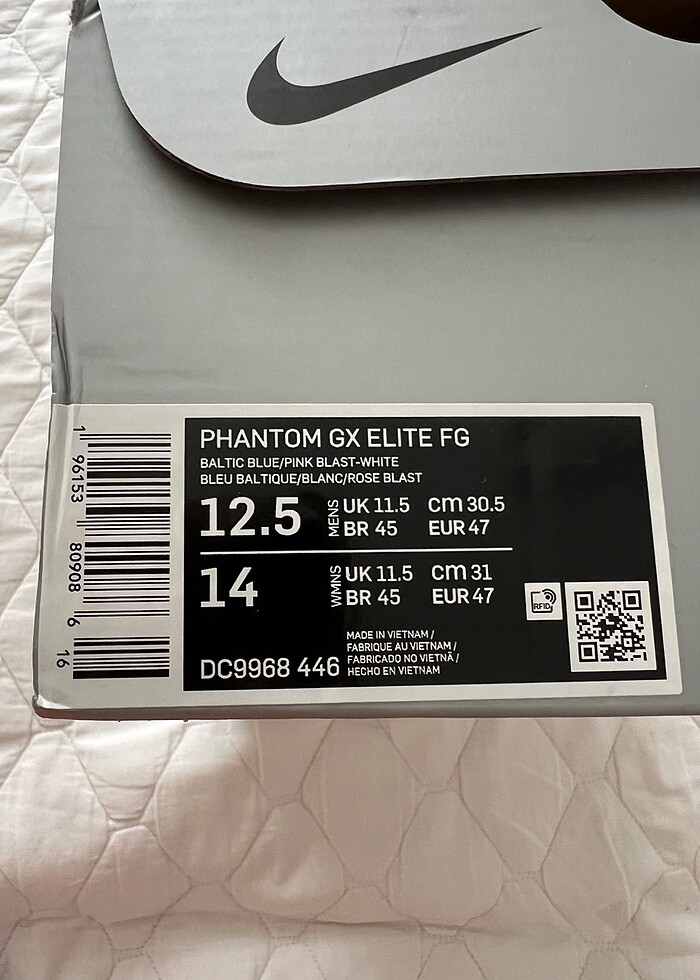 PHANTOM GX ELITE FG
BALTIC BLUE/PINK BLAST-WHITE
BLEU BALTIQUE/BLANC/ROSE BLAST
12.5 MENS UK 11.5 CM 30.5
BR 45 EUR 47
14 WMNS UK 11.5 CM 31
BR 45 EUR 47
RFID
DC9968 446
MADE IN VIETNAM /
FABRIQUE AU VIETNAM /
FABRICADO NO VIETNÃ /
HECHO EN VIETNAM
1 96153 80908 6 16